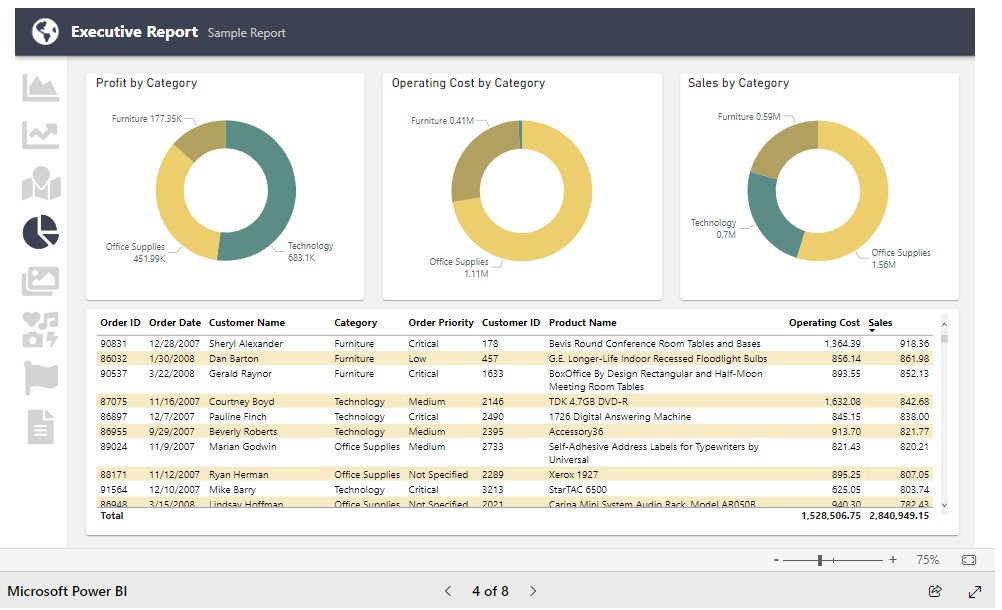 Executive Report Sample Report
Profit by Category
Furniture 177.35K
Office Supplies
451.99K
Technology
683.1K
Operating Cost by Category
Furniture 0.41M
Office Supplies
1.11M
Sales by Category
Furniture 0.59M
Technology
0.7M
Office Supplies
1.56M
Order ID Order Date Customer Name Category Order Priority Customer ID Product Name Operating Cost Sales
90831 12/28/2007 Sheryl Alexander Furniture Critical 178 Bevis Round Conference Room Tables and Bases 1,364.39 918.36
86032 1/30/2008 Dan Barton Furniture Low 457 G.E. Longer-Life Indoor Recessed Floodlight Bulbs 856.14 861.98
90537 3/22/2008 Gerald Raynor Furniture Critical 1633 BoxOffice By Design Rectangular and Half-Moon 893.55 852.13
Meeting Room Tables
87075 11/16/2007 Courtney Boyd Technology Medium 2146 TDK 4.7GB DVD-R 1,632.08 842.68
86897 12/7/2007 Pauline Finch Technology Critical 2490 1726 Digital Answering Machine 845.15 838.00
86955 9/29/2007 Beverly Roberts Technology Medium 2395 Accessory36 913.70 821.77
89024 11/9/2007 Marian Godwin Office Supplies Medium 2733 Self-Adhesive Address Labels for Typewriters by 821.43 820.21
Universal
88171 11/12/2007 Ryan Herman Office Supplies Not Specified 2289 Xerox 1927 895.25 807.05
91564 12/10/2007 Mike Barry Technology Critical 3213 StarTAC 6500 625.05 803.74
86948 3/15/2008 Lindsay Hoffman Office Supplies Not Specified 2021 Carina Mini System Audio Rack, Model AR050B 940.30 782.43
Total 1,528,506.75 2,840,949.15
- + 75%
Microsoft Power BI 4 of 8